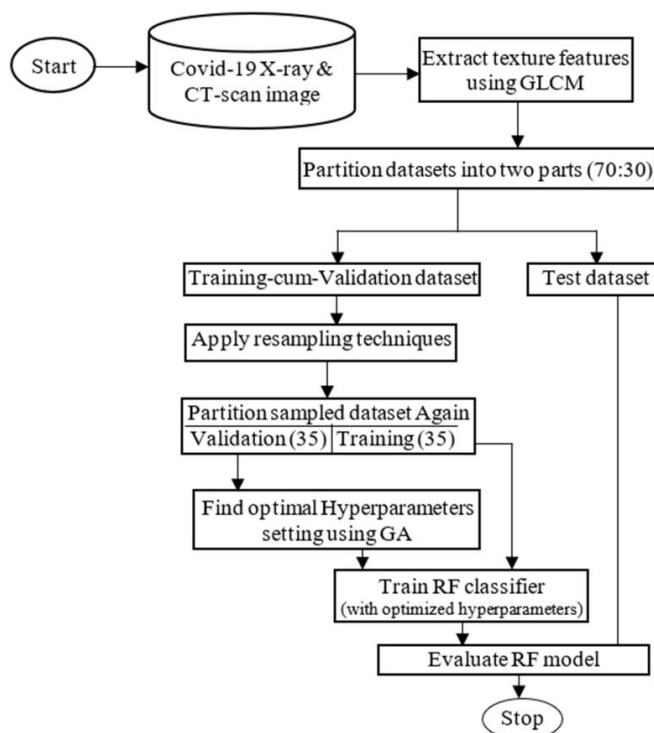 Start
Covid-19 X-ray &
CT-scan image
Extract texture features
using GLCM
Partition datasets into two parts (70:30)
Training-cum-Validation dataset
Test dataset
Apply resampling techniques
Partition sampled dataset Again
Validation (35) Training (35)
Find optimal Hyperparameters
setting using GA
Train RF classifier
(with optimized hyperparameters)
Evaluate RF model
Stop